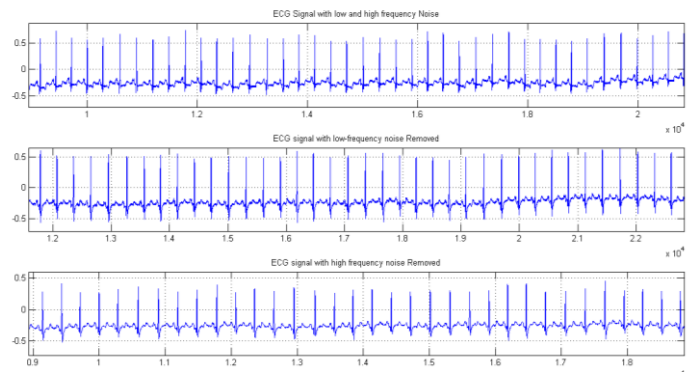 ECG Signal with low and high frequency Noise
0.5
0
-0.5
1 1.2 1.4 1.6 1.8 2
x 10^4
ECG signal with low-frequency noise Removed
0.5
0
-0.5
1.2 1.3 1.4 1.5 1.6 1.7 1.8 1.9 2 2.1 2.2
x 10^4
ECG signal with high frequency noise Removed
0.5
0
-0.5
0.9 1 1.1 1.2 1.3 1.4 1.5 1.6 1.7 1.8